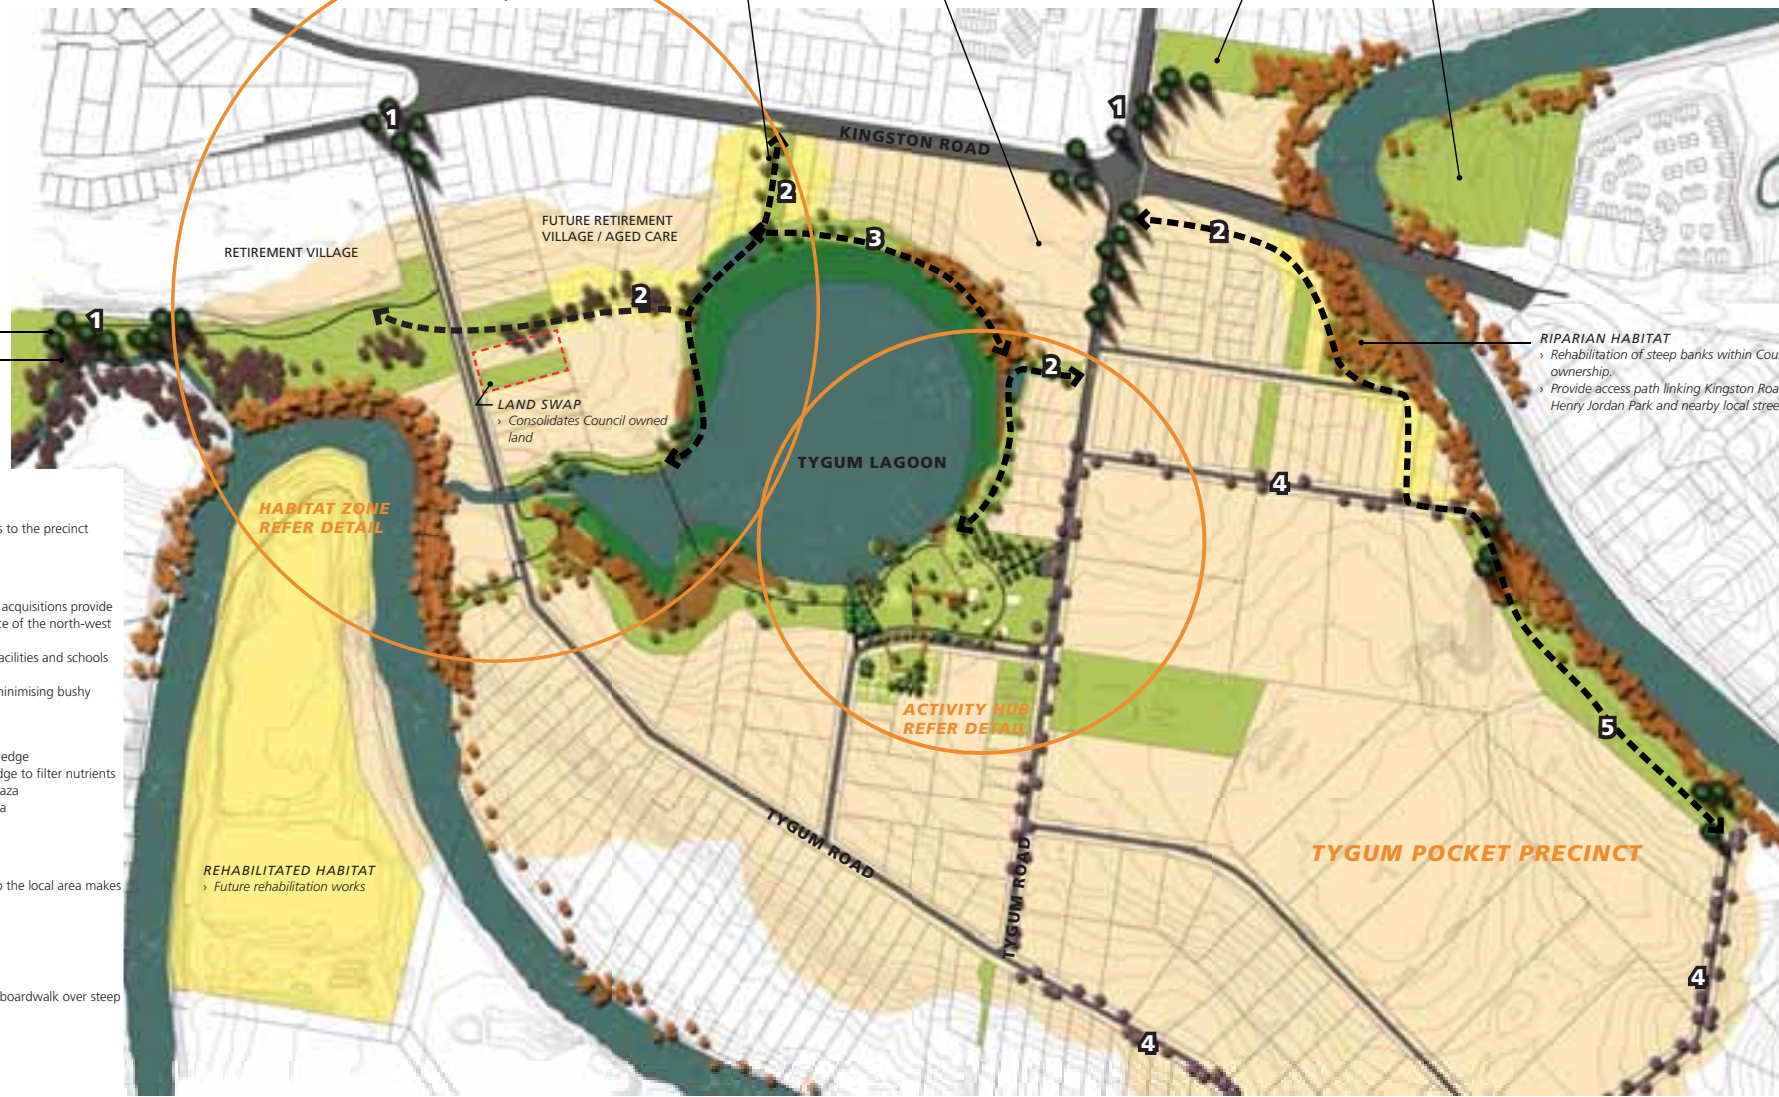 1
1
KINGSTON ROAD
2
FUTURE RETIREMENT
VILLAGE / AGED CARE
RETIREMENT VILLAGE
3
2
2
1
LAND SWAP
› Consolidates Council owned
land
2
RIPARIAN HABITAT
› Rehabilitation of steep banks within Cou
ownership.
› Provide access path linking Kingston Roa
Henry Jordan Park and nearby local stree
TYGUM LAGOON
4
HABITAT ZONE
REFER DETAIL
s to the precinct
acquisitions provide
ce of the north-west
acilities and schools
minimising bushy
edge
dge to filter nutrients
aza
a
o the local area makes
boardwalk over steep
ACTIVITY HUB
REFER DETAIL
5
TYGUM ROAD
TYGUM ROAD
TYGUM POCKET PRECINCT
REHABILITATED HABITAT
› Future rehabilitation works
4
4